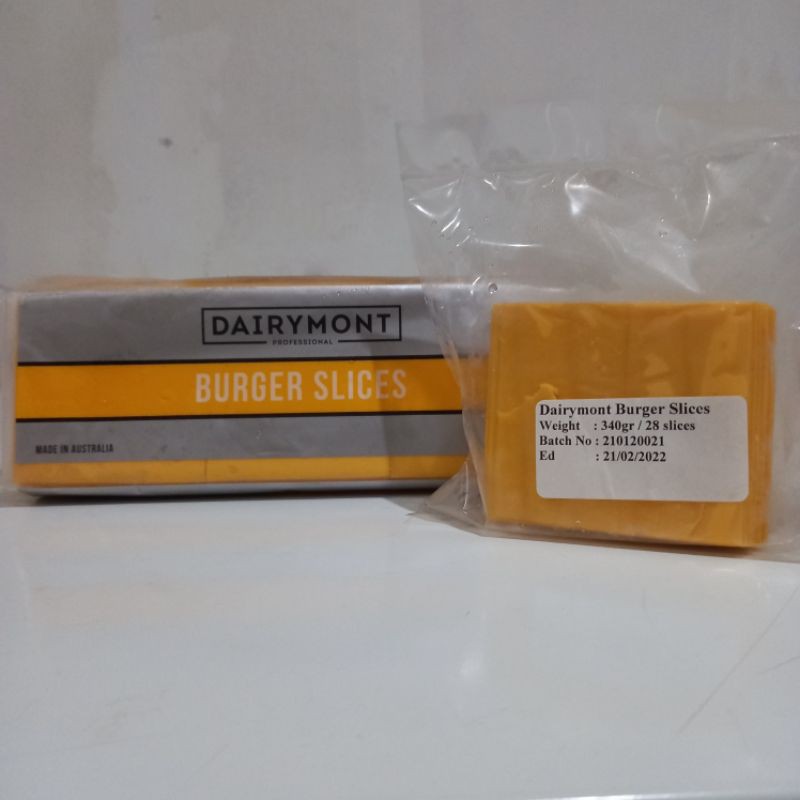 DAIRYMONT
PROFESSIONAL
BURGER SLICES
MADE IN AUSTRALIA
Dairymont Burger Slices
Weight : 340gr / 28 slices
Batch No : 210120021
Ed : 21/02/2022